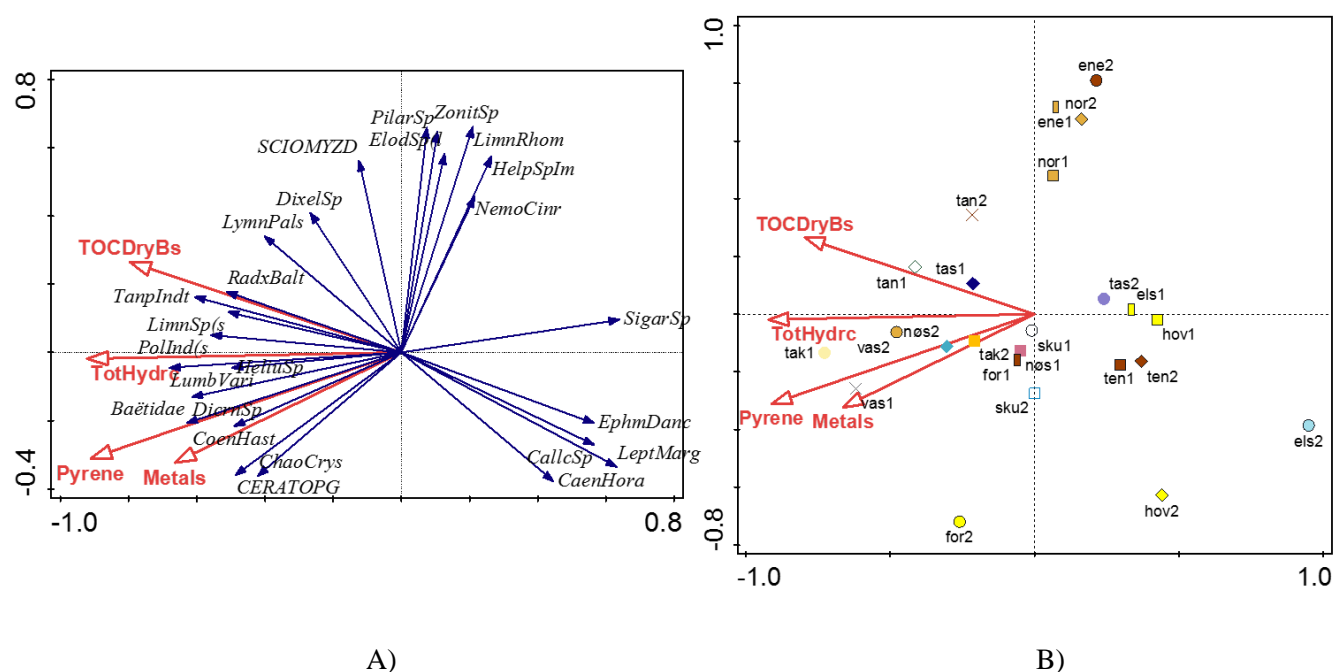 0.8
PilarSp
ZonitSp
ElodSp(l
LimnRhom
SCIOMYZD
HelpSpIm
DixelSp
NemoCinr
LymnPals
TOCDryBs
RadxBalt
TanpIndt
LimnSp(s
SigarSp
PolInd(s
TotHydrc
HeliuSp
LumbVari
Baëtidae
DicrnSp
EphmDanc
CoenHast
LeptMarg
Pyrene
Metals
ChaoCrys
CallcSp
CERATOPG
CaenHora
-0.4
-1.0
0.8
A)
1.0
ene2
nor2
ene1
nor1
tan2
TOCDryBs
tan1
tas1
tas2
els1
TotHydrc
nøs2
hov1
vas2
tak1
tak2
sku1
nøs1
for1
ten1
ten2
Pyrene
Metals
vas1
sku2
els2
hov2
for2
-0.8
-1.0
1.0
B)